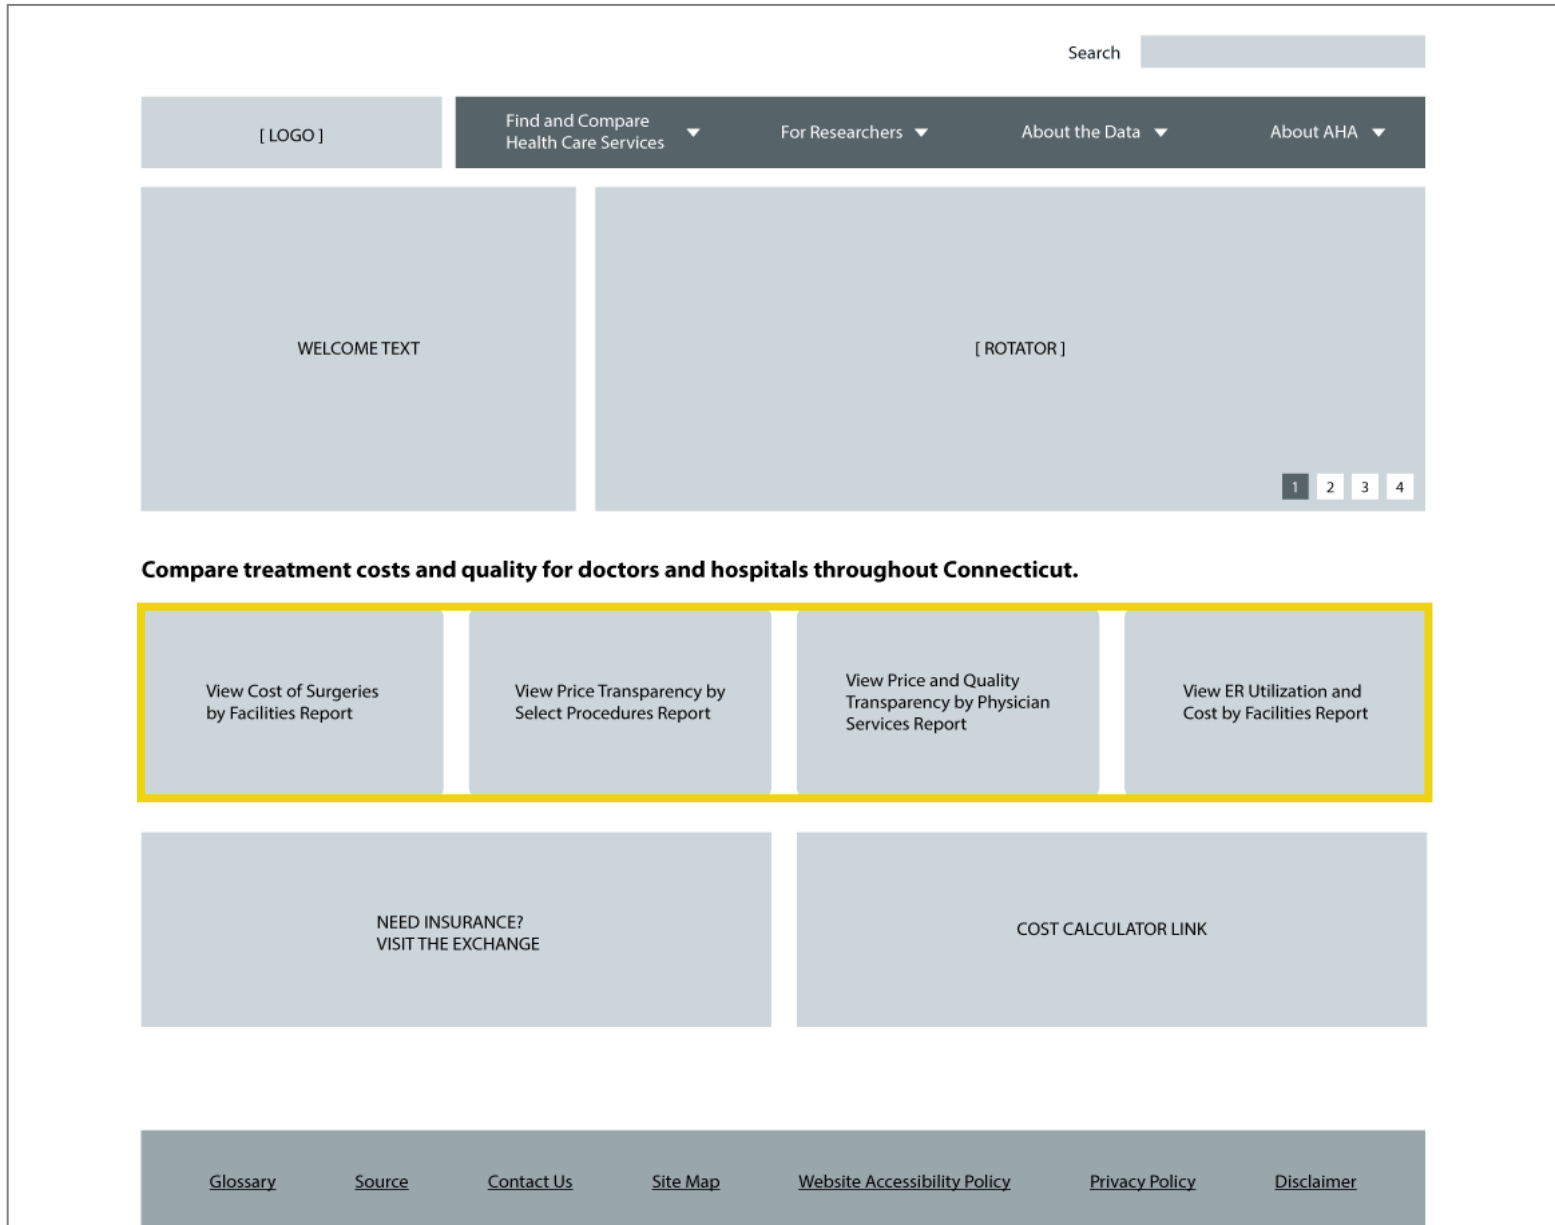 Search
[ LOGO ]
Find and Compare
Health Care Services
For Researchers
About the Data
About AHA
WELCOME TEXT
[ ROTATOR ]
1 2 3 4
Compare treatment costs and quality for doctors and hospitals throughout Connecticut.
View Cost of Surgeries
by Facilities Report
View Price Transparency by
Select Procedures Report
View Price and Quality
Transparency by Physician
Services Report
View ER Utilization and
Cost by Facilities Report
NEED INSURANCE?
VISIT THE EXCHANGE
COST CALCULATOR LINK
Glossary
Source
Contact Us
Site Map
Website Accessibility Policy
Privacy Policy
Disclaimer